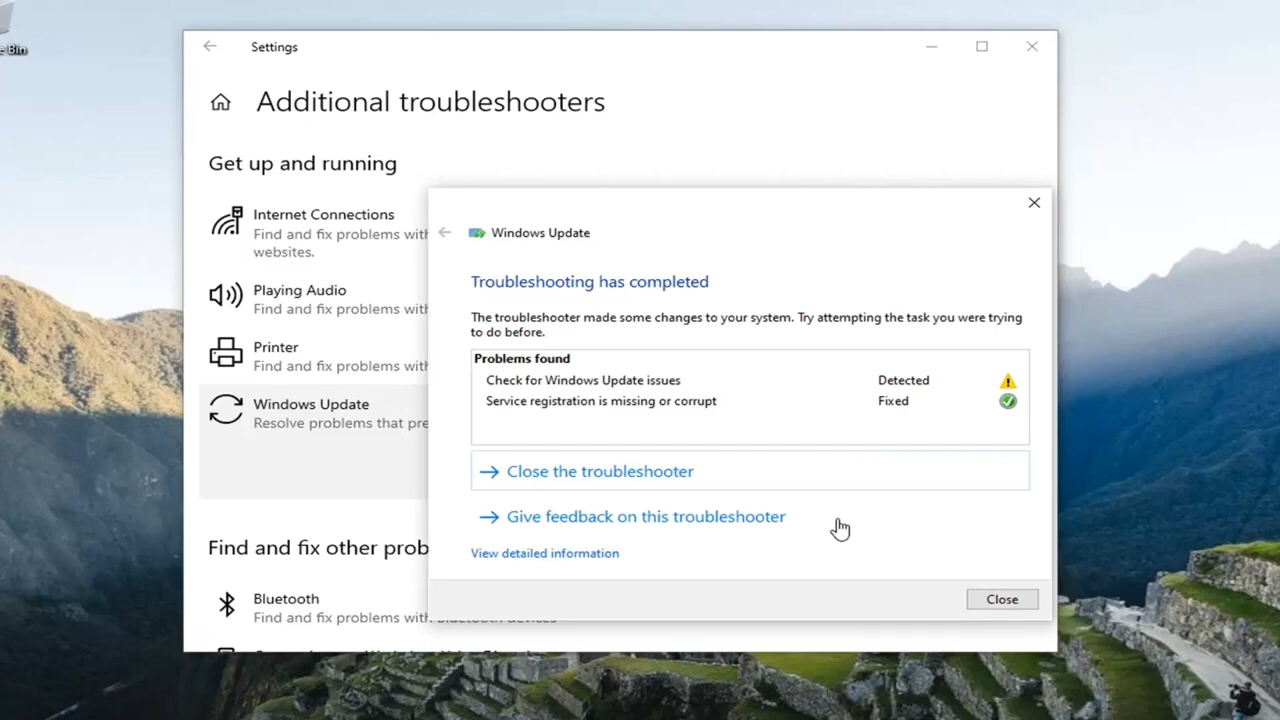 e Bin
Settings
Additional troubleshooters
Get up and running
Internet Connections
Find and fix problems with
websites.
Playing Audio
Find and fix problems with
Printer
Find and fix problems with
Windows Update
Resolve problems that pre
Find and fix other prob
Bluetooth
Find and fix problems with Bluetooth devices
Windows Update
Troubleshooting has completed
The troubleshooter made some changes to your system. Try attempting the task you were trying
to do before.
Problems found
Check for Windows Update issues Detected
Service registration is missing or corrupt Fixed
Close the troubleshooter
Give feedback on this troubleshooter
View detailed information
Close